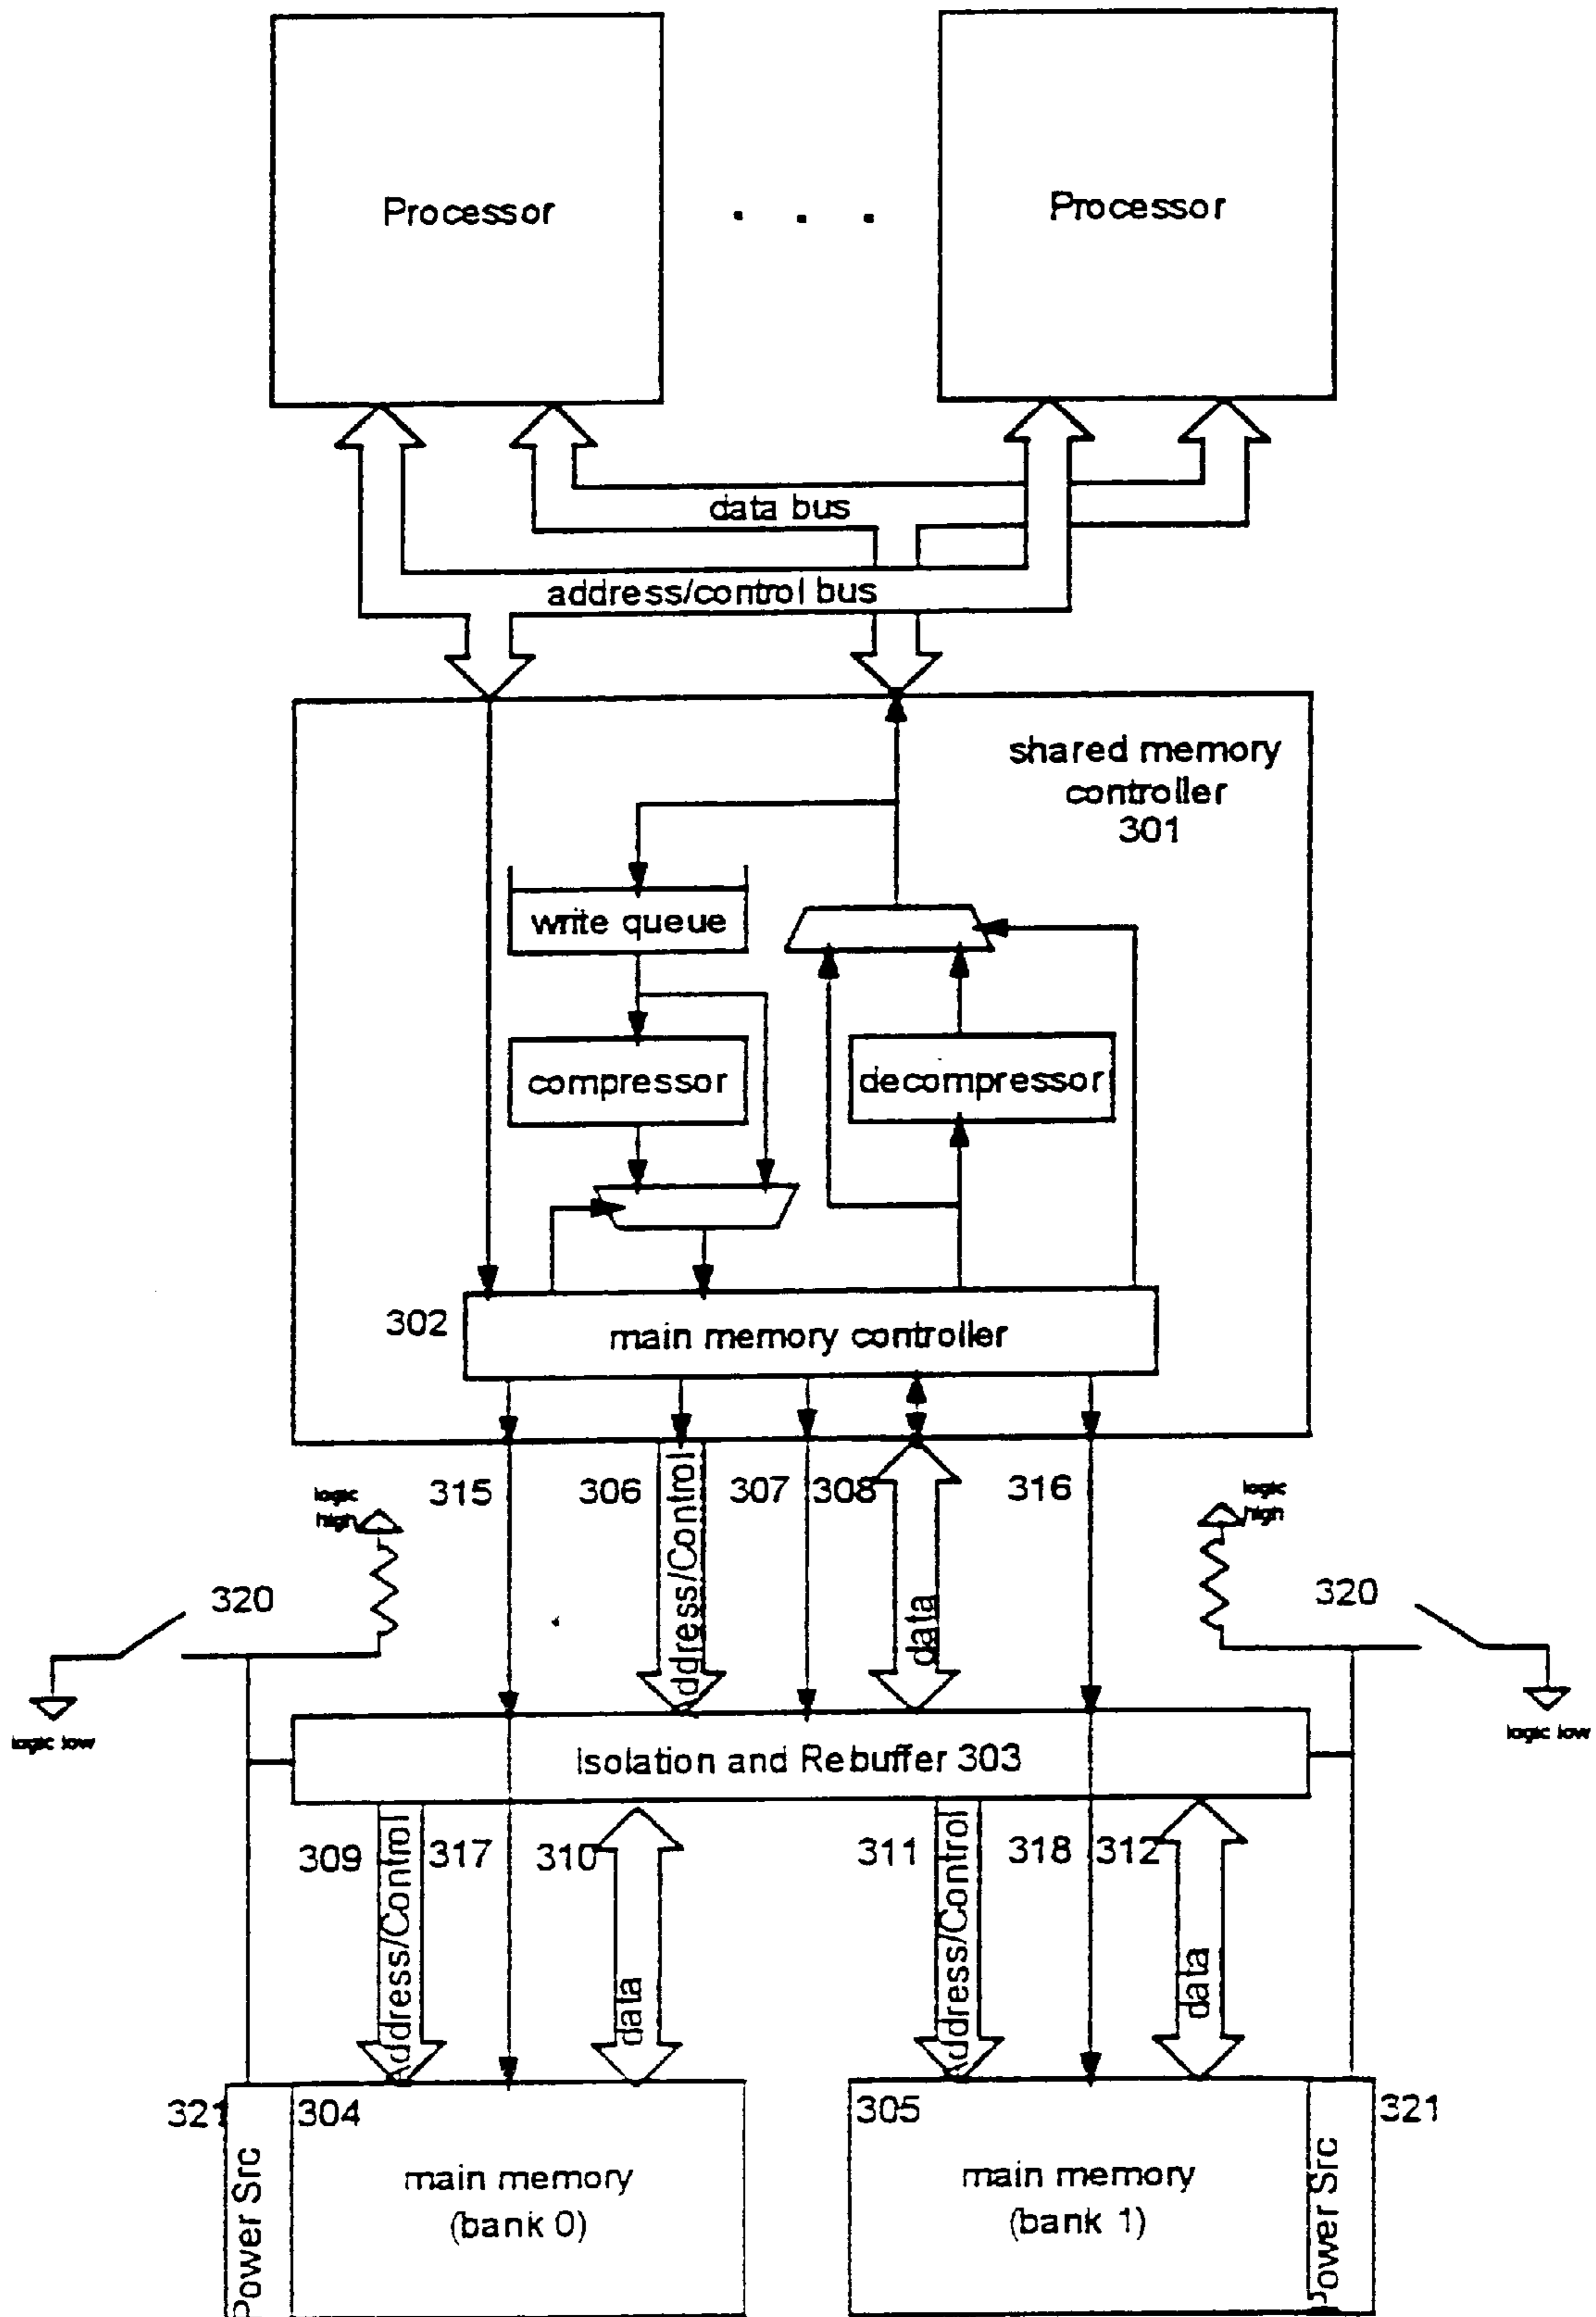 Processor
. . .
Processor
data bus
address/control bus
shared memory
controller
301
write queue
compressor
decompressor
302
main memory controller
315
306
Address/Control
307
308
data
316
logic
high
logic
high
320
320
logic low
logic low
Isolation and Rebuffer 303
309
Address/Control
317
310
data
311
Address/Control
318
312
data
321
304
305
321
Power Src
main memory
(bank 0)
main memory
(bank 1)
Power Src